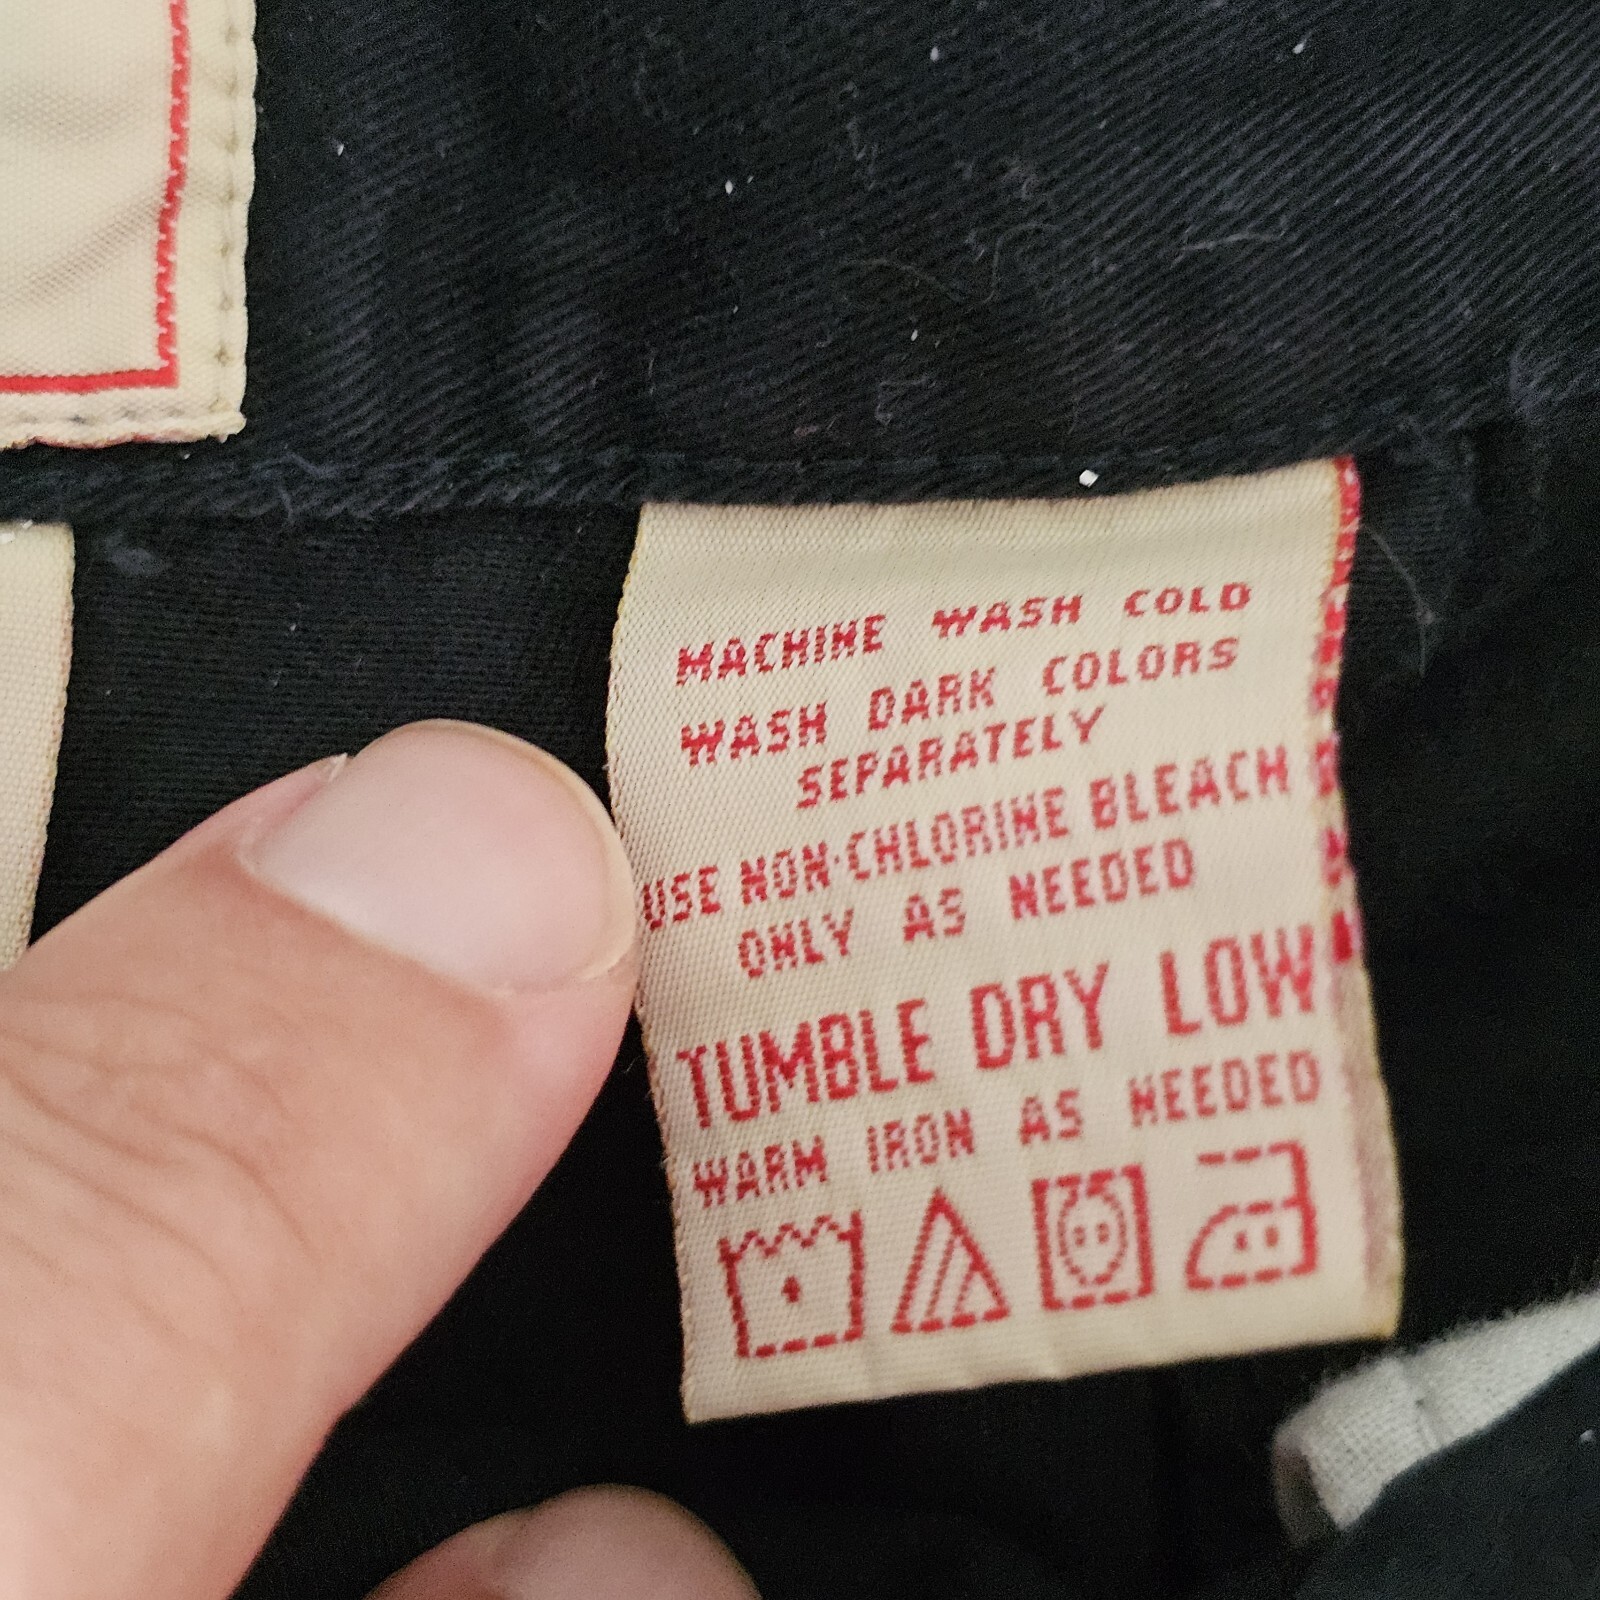 MACHINE WASH COLD
WASH DARK COLORS
SEPARATELY
USE NON-CHLORINE BLEACH
ONLY AS NEEDED
TUMBLE DRY LOW
WARM IRON AS NEEDED